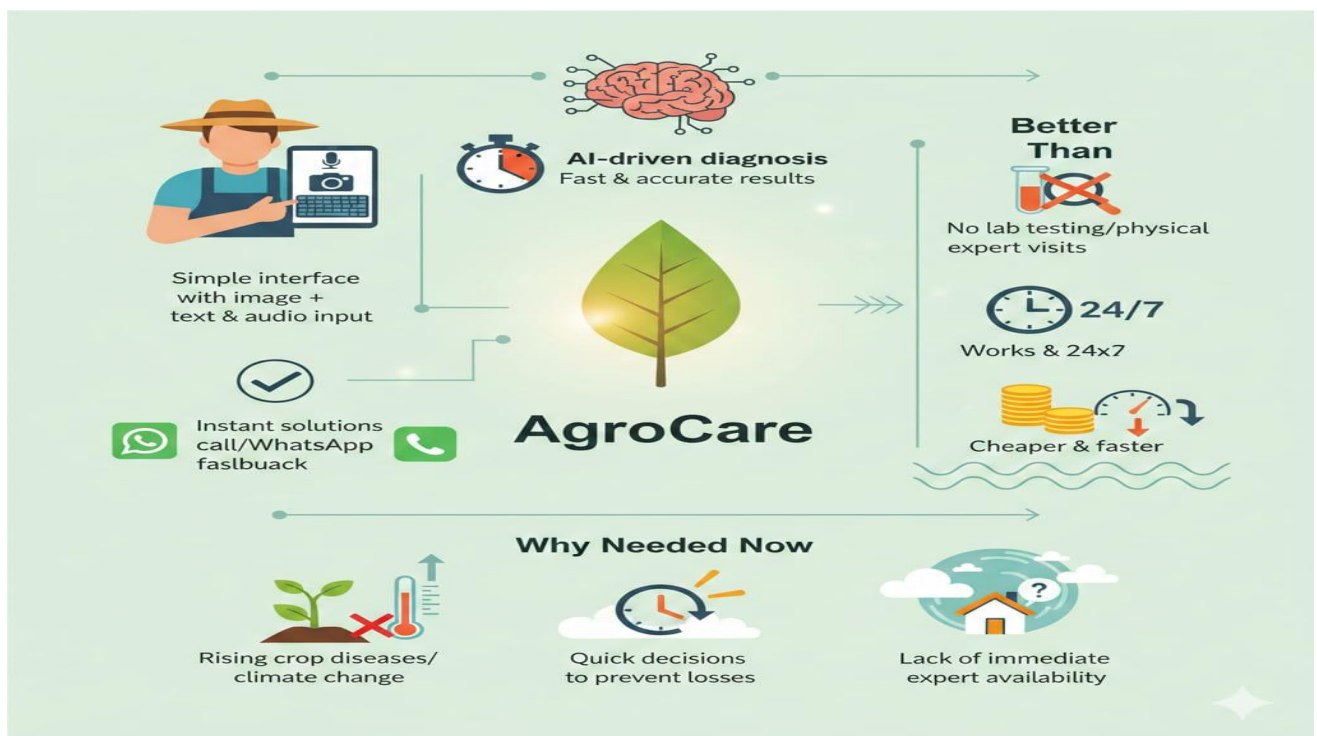 AI-driven diagnosis
Fast & accurate results
Simple interface
with image +
text & audio input
Instant solutions
call/WhatsApp
faslbuack
AgroCare
Better
Than
No lab testing/physical
expert visits
24/7
Works & 24x7
Cheaper & faster
Why Needed Now
Rising crop diseases/
climate change
Quick decisions
to prevent losses
?
Lack of immediate
expert availability